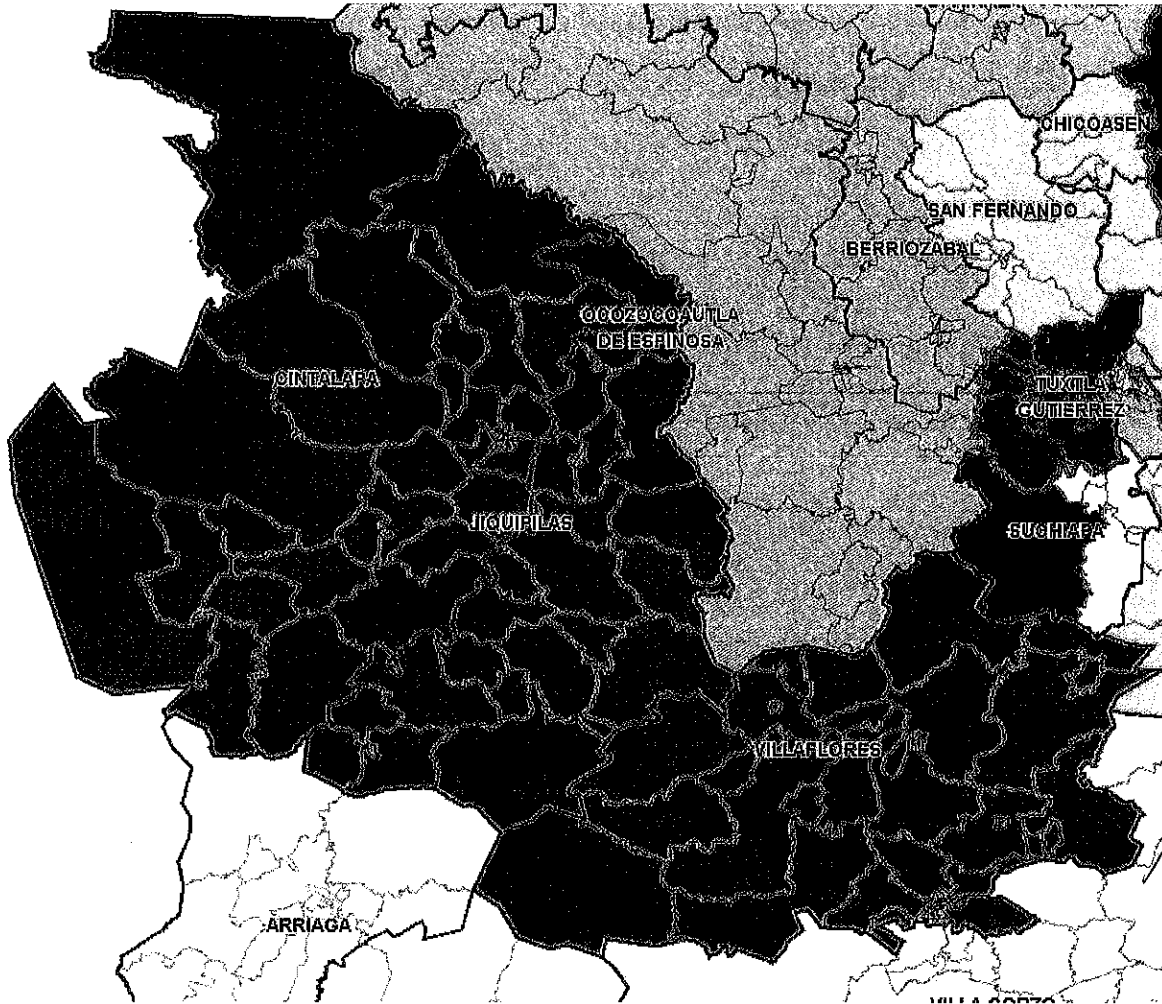 CHICOASEN
SAN FERNANDO
BERRIOZABAL
OCOZOCOAUTLA
DE ESPINOSA
CINTALAPA
TUXTLA
GUTIERREZ
JIQUIPILAS
SUCHIAPA
VILLAFLORES
ARRIAGA